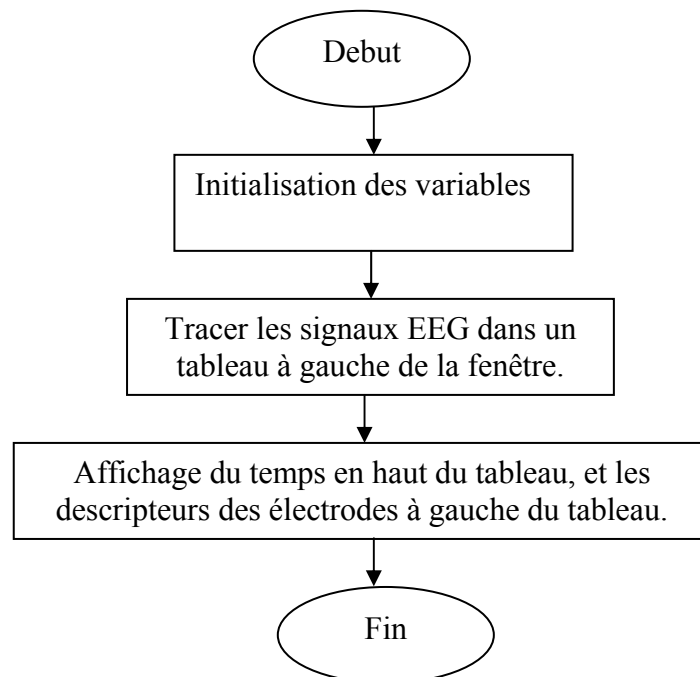 Debut
Initialisation des variables
Tracer les signaux EEG dans un
tableau à gauche de la fenêtre.
Affichage du temps en haut du tableau, et les
descripteurs des électrodes à gauche du tableau.
Fin